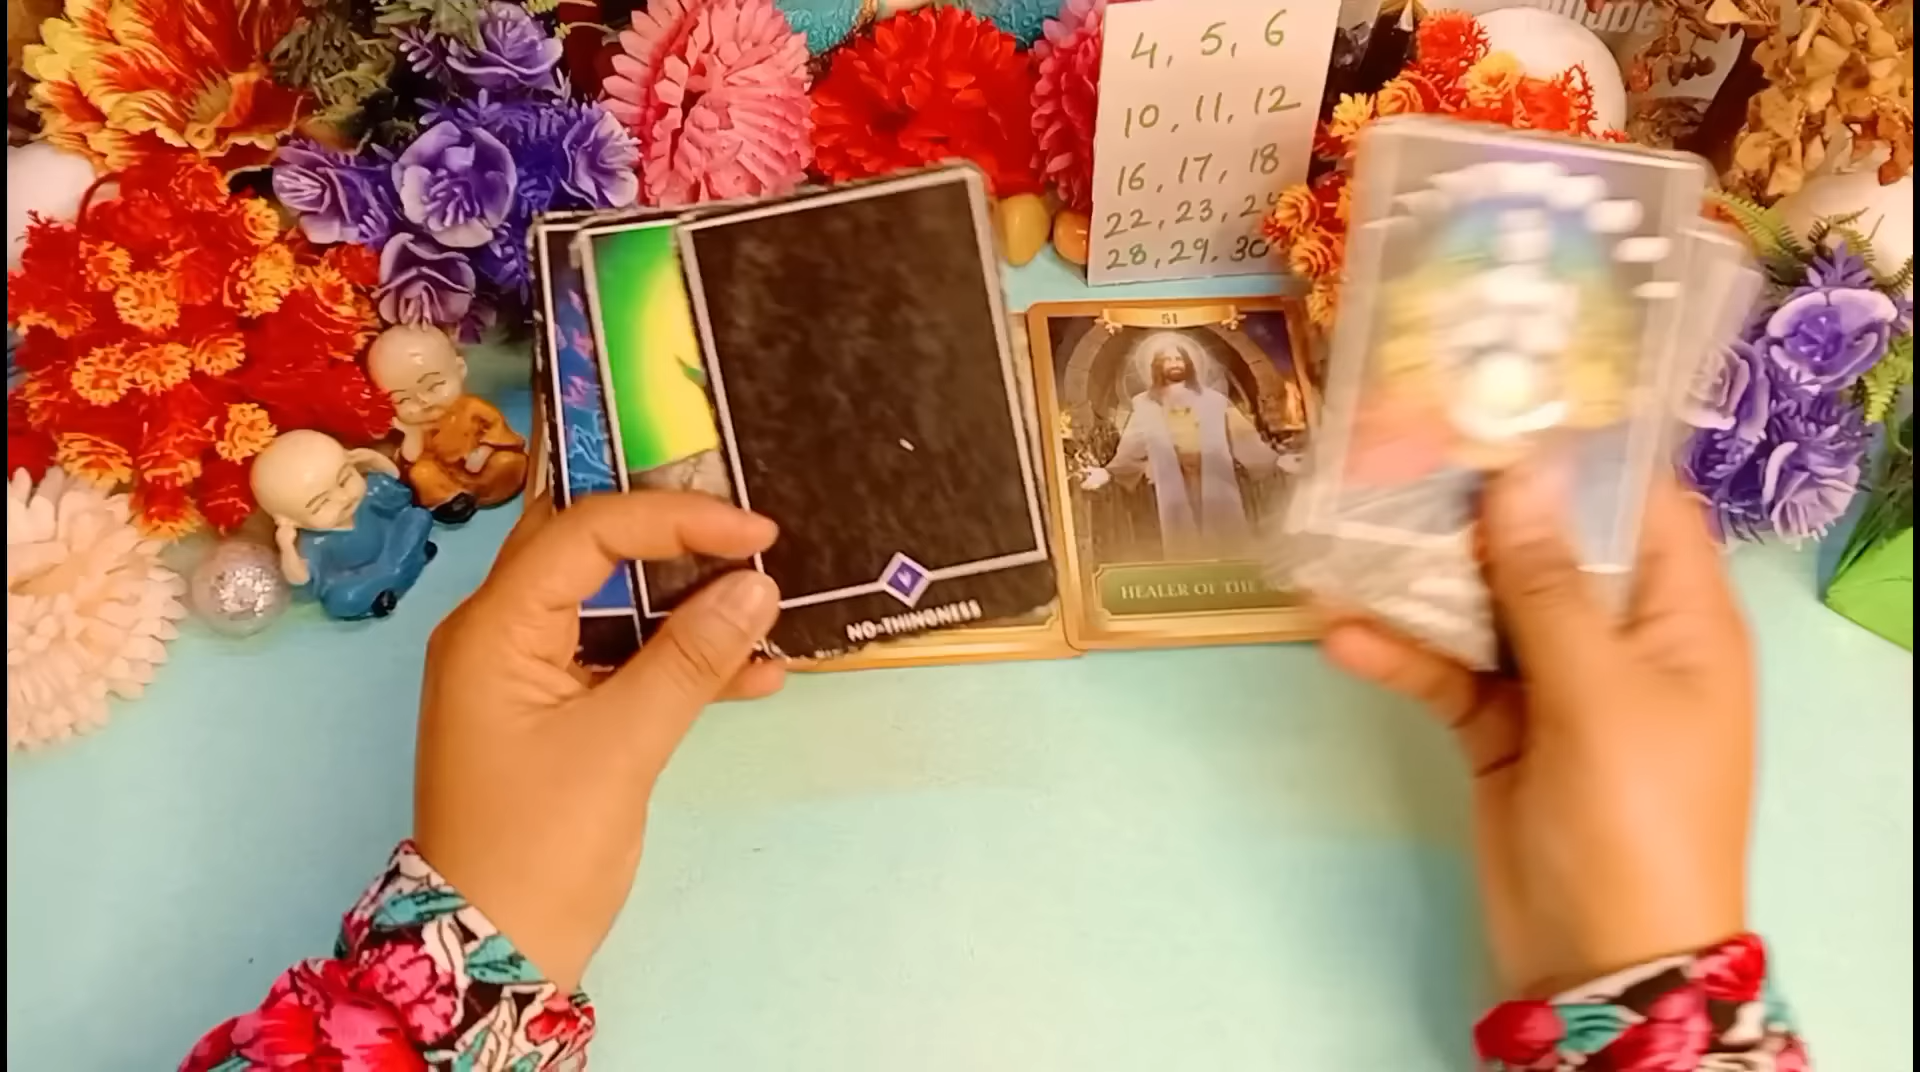 4, 5, 6
10, 11, 12
16, 17, 18
22, 23, 24
28, 29, 30
51
HEALER OF THE
NO-THINGNESS